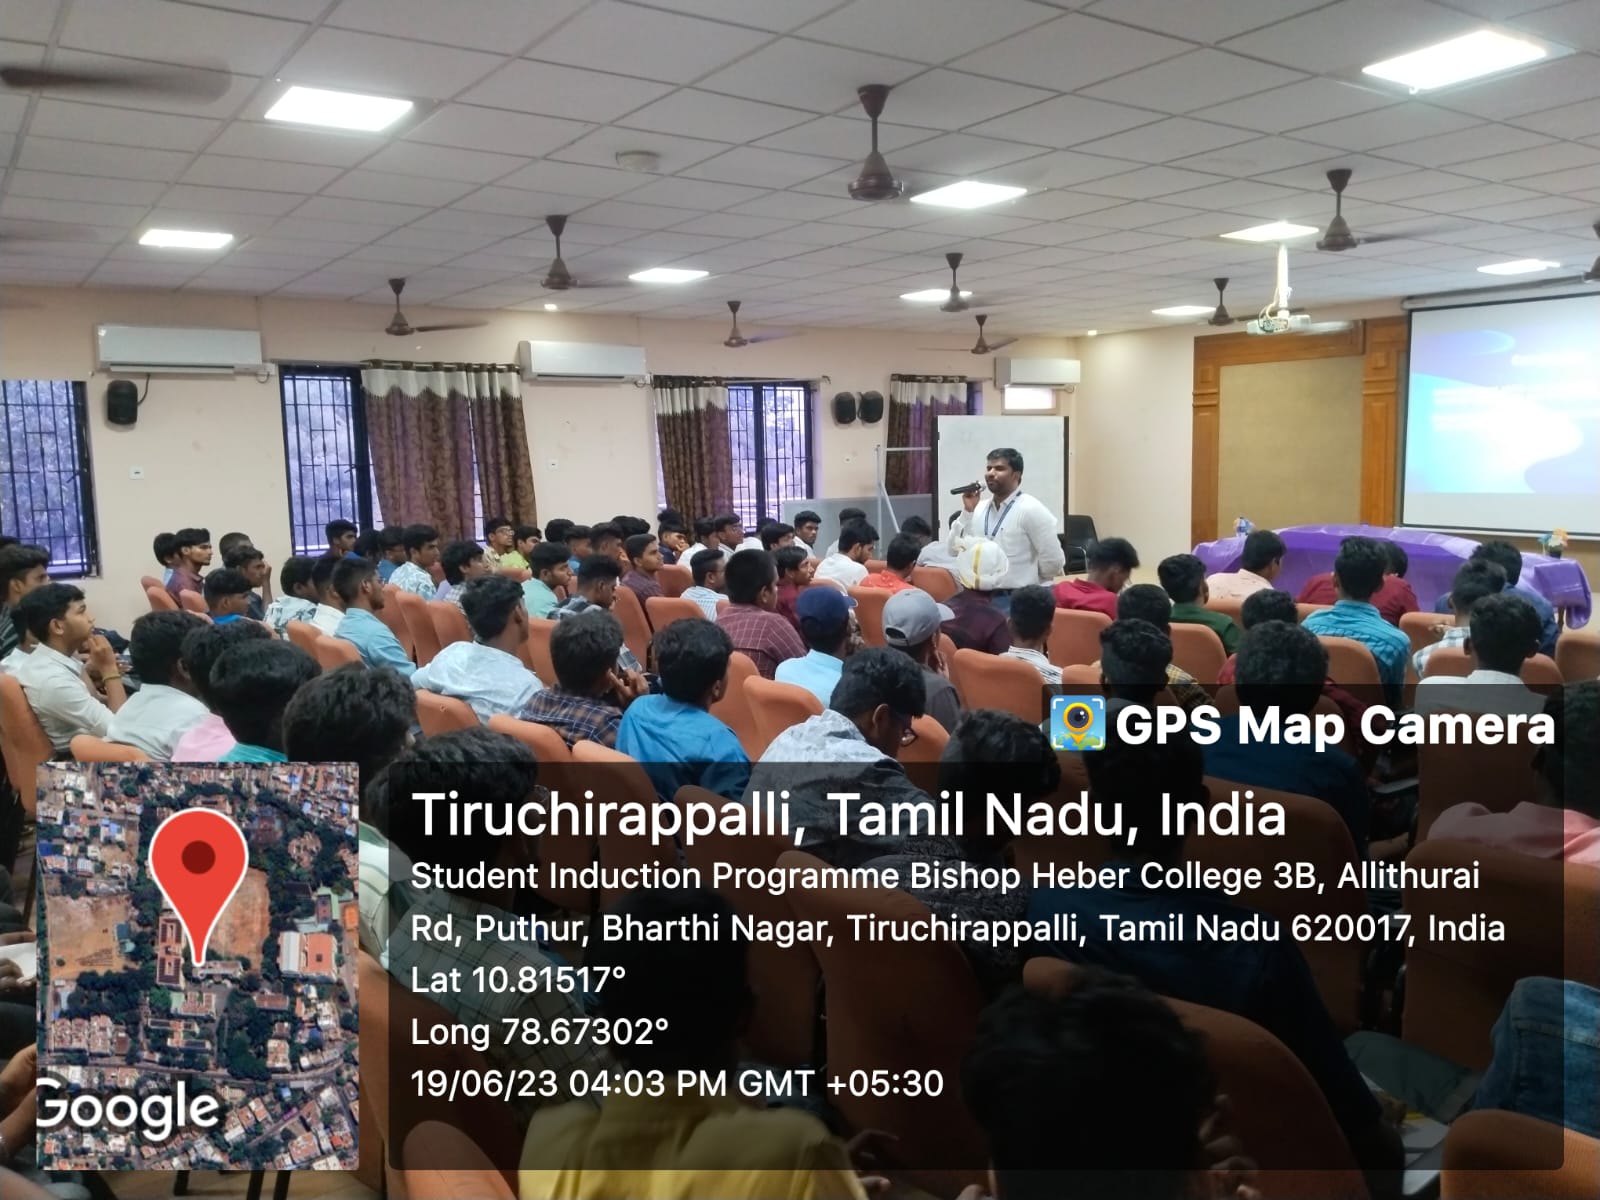 GPS Map Camera
Tiruchirappalli, Tamil Nadu, India
Student Induction Programme Bishop Heber College 3B, Allithurai
Rd, Puthur, Bharthi Nagar, Tiruchirappalli, Tamil Nadu 620017, India
Lat 10.81517°
Long 78.67302°
19/06/23 04:03 PM GMT +05:30
Google